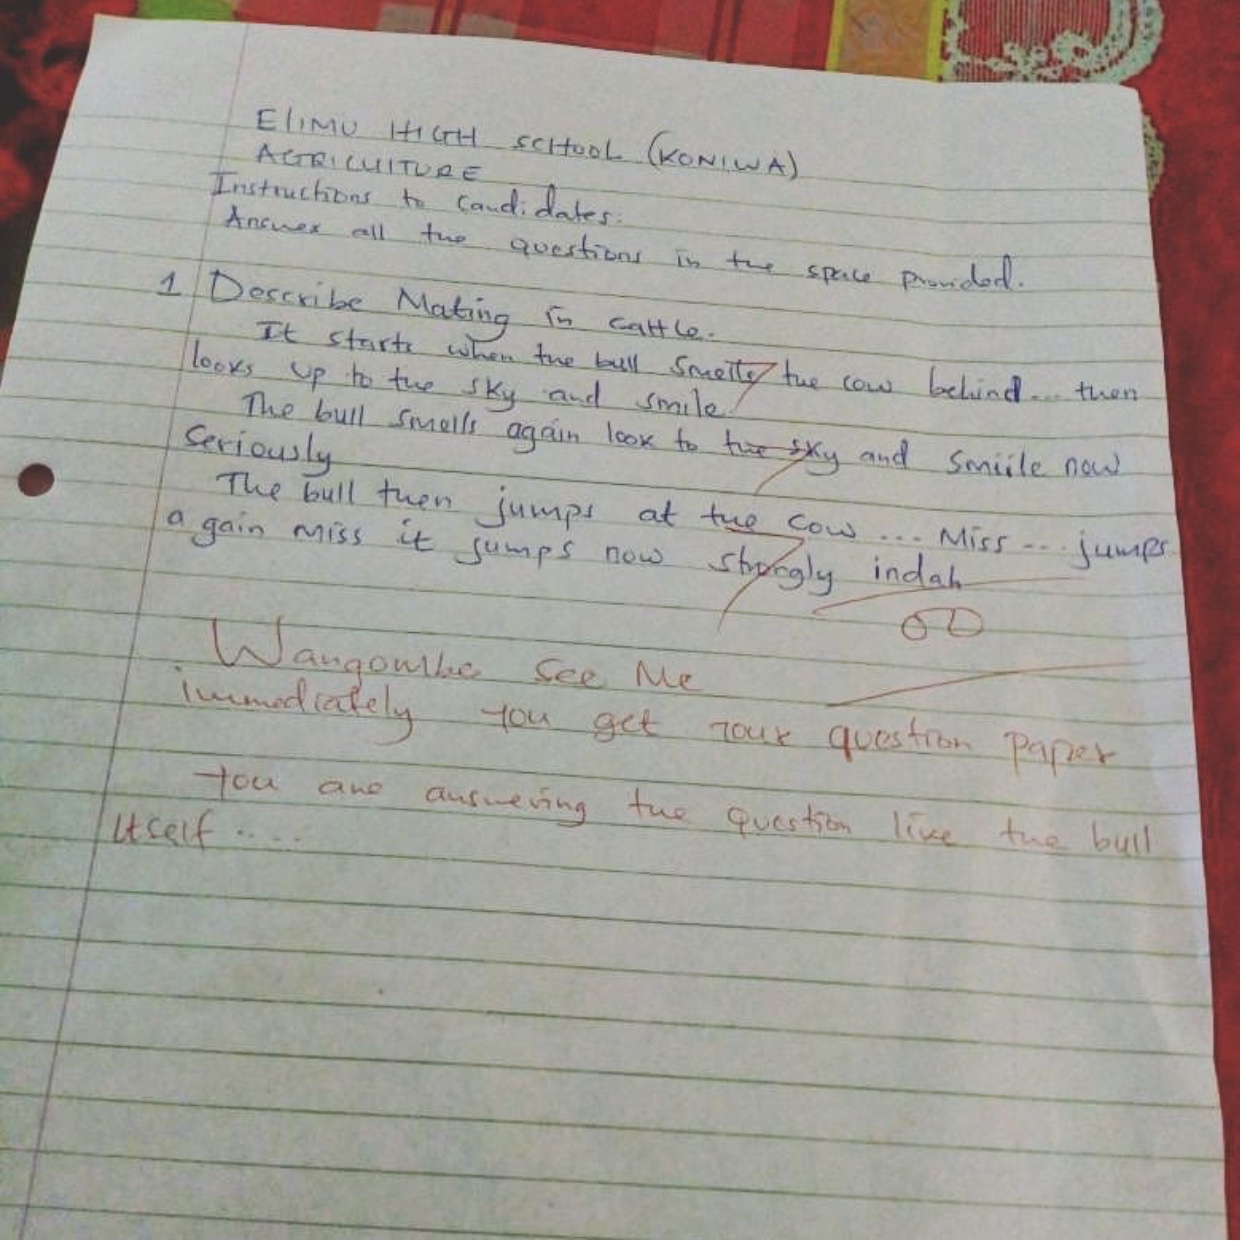 ELIMU HIGH SCHOOL (KONIWA)
AGRICULTURE
Instructions to candidates:
Answer all the questions in the space provided.
1 Describe Mating in cattle.
It starts when the bull smells the cow behind... then
looks up to the sky and smile.
The bull smells again look to the sky and smiile now
seriously
The bull then jumps at the cow ... Miss ... jumps
again miss it jumps now strongly indah
00
Wangombe see Me
immediately you get your question paper
You are answering the question like the bull
itself ....